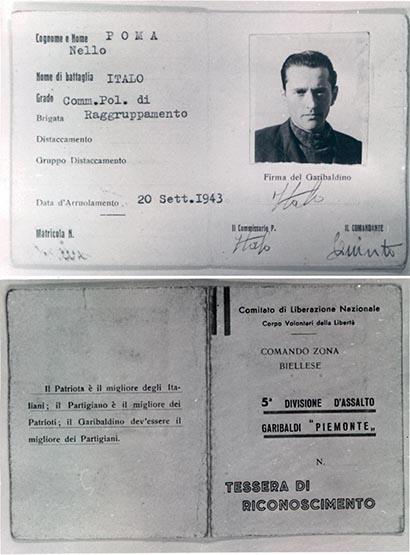 Cognome e Nome POMA
Nello
Nome di battaglia ITALO
Grado Comm.Pol. di
Brigata Raggruppamento
Distaccamento
Gruppo Distaccamento
Firma del Garibaldino
Italo
Data d'Arruolamento 20 Sett.1943
Matricola N. Il Commissario P. IL COMANDANTE
Italo Quinto
Il Patriota è il migliore degli Ita-
liani; il Partigiano è il migliore dei
Patrioti; il Garibaldino dev'essere il
migliore dei Partigiani.
Comitato di Liberazione Nazionale
Corpo Volontari della Libertà
COMANDO ZONA
BIELLESE
5ª DIVISIONE D'ASSALTO
GARIBALDI "PIEMONTE„
N.
TESSERA DI
RICONOSCIMENTO